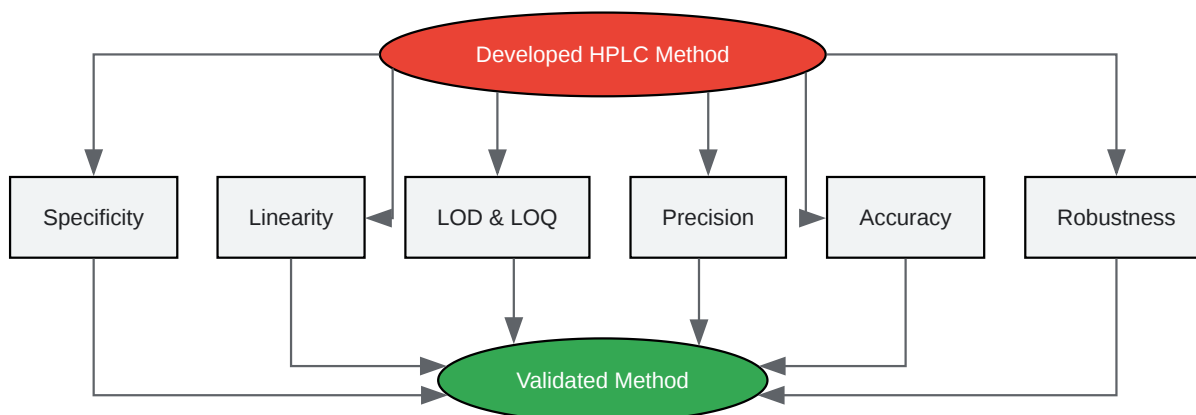 Developed HPLC Method
Specificity
Linearity
LOD & LOQ
Precision
Accuracy
Robustness
Validated Method